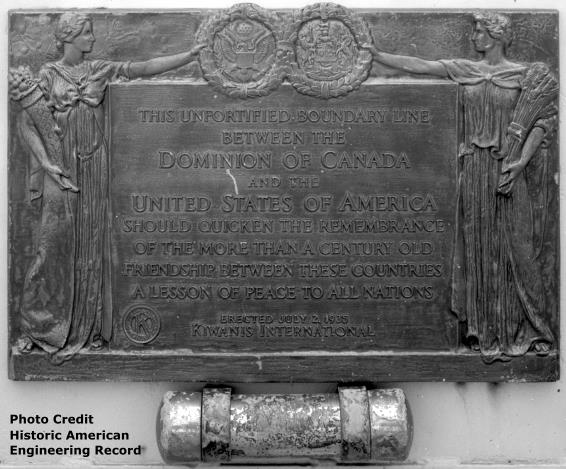 THIS UNFORTIFIED BOUNDARY LINE
BETWEEN THE
DOMINION OF CANADA
AND THE
UNITED STATES OF AMERICA
SHOULD QUICKEN THE REMEMBRANCE
OF THE MORE THAN A CENTURY OLD
FRIENDSHIP BETWEEN THESE COUNTRIES
A LESSON OF PEACE TO ALL NATIONS
ERECTED JULY 2, 1935
KIWANIS INTERNATIONAL
K
Photo Credit
Historic American
Engineering Record